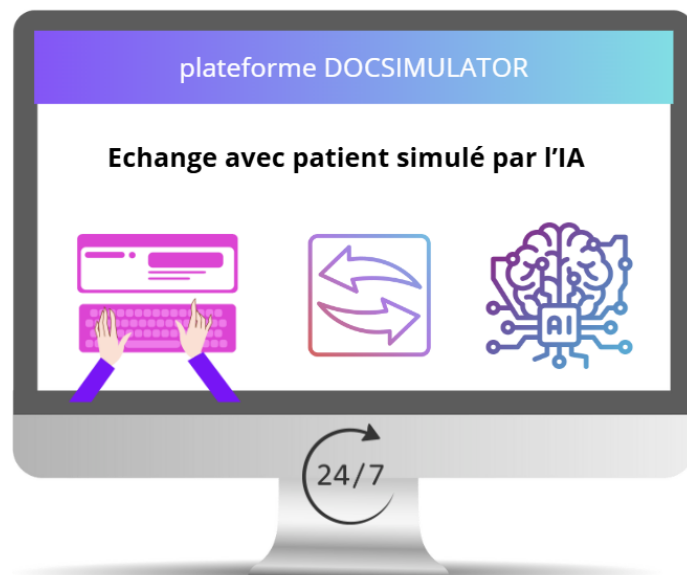 plateforme DOCSIMULATOR
Echange avec patient simulé par l'IA
AI
24/7